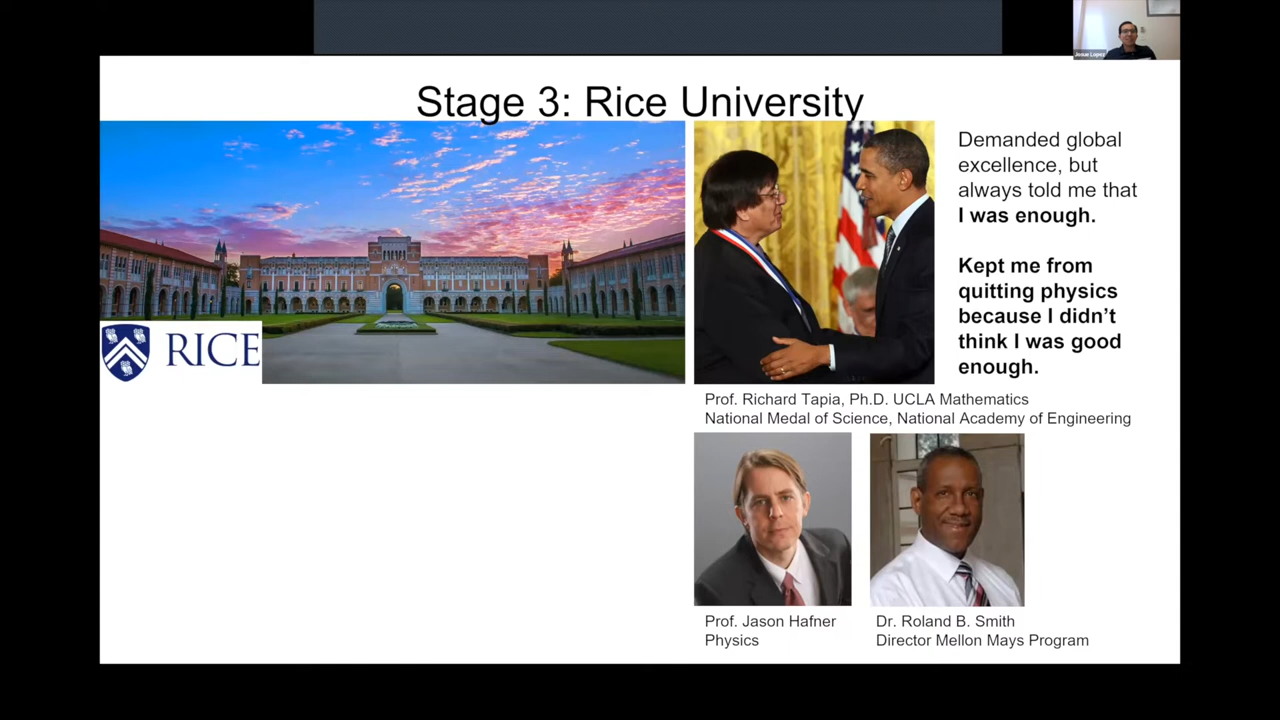 Josue Lopez
Stage 3: Rice University
RICE
Demanded global
excellence, but
always told me that
I was enough.
Kept me from
quitting physics
because I didn't
think I was good
enough.
Prof. Richard Tapia, Ph.D. UCLA Mathematics
National Medal of Science, National Academy of Engineering
Prof. Jason Hafner
Physics
Dr. Roland B. Smith
Director Mellon Mays Program